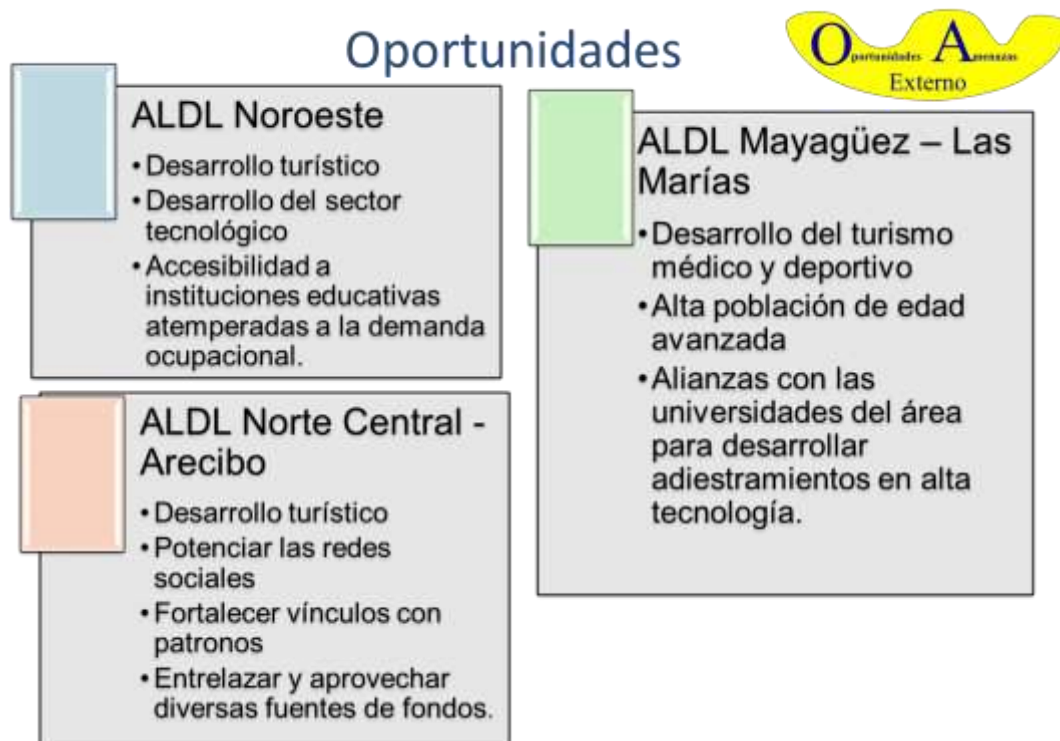 Oportunidades
Oportunidades Amenazas
Externo
ALDL Noroeste
•Desarrollo turístico
•Desarrollo del sector
tecnológico
•Accesibilidad a
instituciones educativas
atemperadas a la demanda
ocupacional.
ALDL Norte Central -
Arecibo
•Desarrollo turístico
•Potenciar las redes
sociales
•Fortalecer vínculos con
patronos
•Entrelazar y aprovechar
diversas fuentes de fondos.
ALDL Mayagüez – Las
Marías
•Desarrollo del turismo
médico y deportivo
•Alta población de edad
avanzada
•Alianzas con las
universidades del área
para desarrollar
adiestramientos en alta
tecnología.